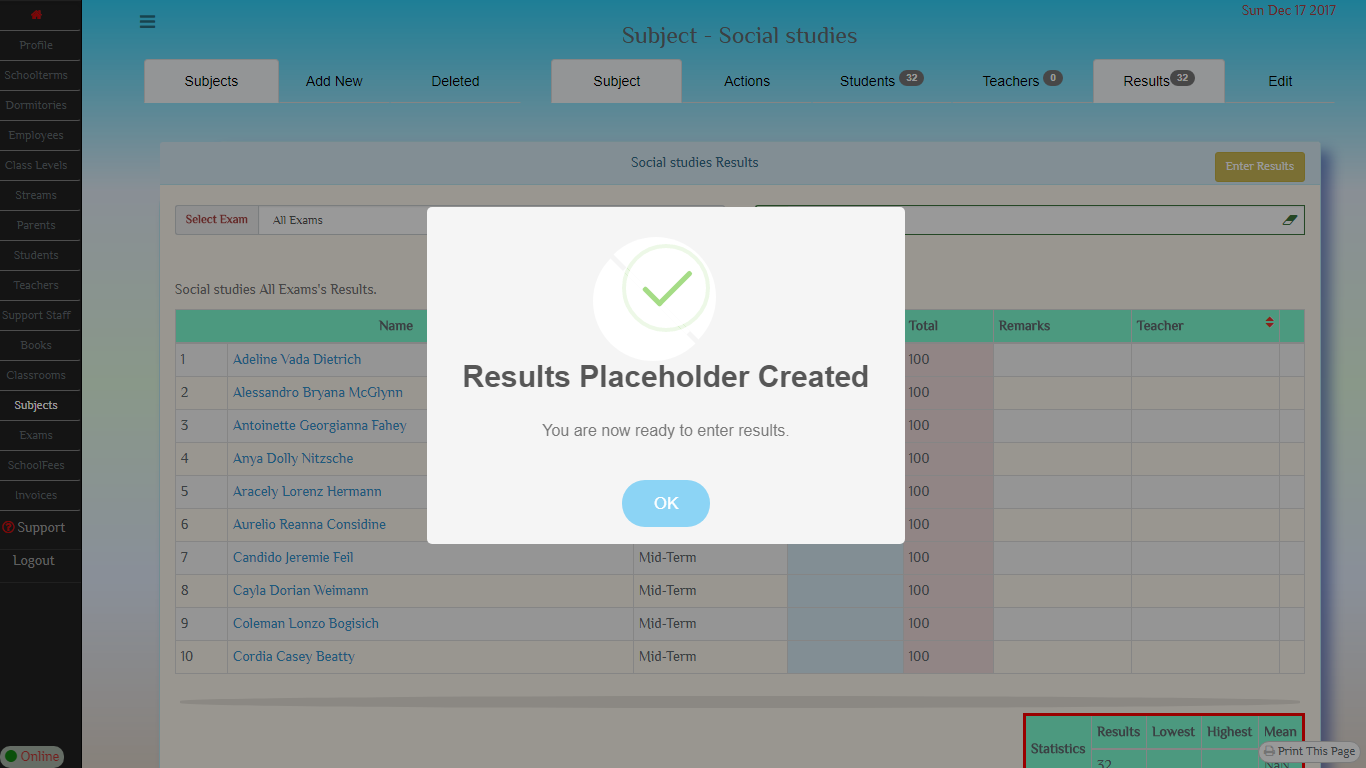 Sun Dec 17 2017
Subject - Social studies
Profile
Schoolterms
Dormitories
Employees
Class Levels
Streams
Parents
Students
Teachers
Support Staff
Books
Classrooms
Subjects
Exams
SchoolFees
Invoices
Support
Logout
Online
Subjects Add New Deleted Subject Actions Students 32 Teachers 0 Results 32 Edit
Social studies Results
Enter Results
Select Exam All Exams
Social studies All Exams's Results.
Name Total Remarks Teacher
1 Adeline Vada Dietrich 100
2 Alessandro Bryana McGlynn 100
3 Antoinette Georgianna Fahey 100
4 Anya Dolly Nitzsche 100
5 Aracely Lorenz Hermann 100
6 Aurelio Reanna Considine 100
7 Candido Jeremie Feil Mid-Term 100
8 Cayla Dorian Weimann Mid-Term 100
9 Coleman Lonzo Bogisich Mid-Term 100
10 Cordia Casey Beatty Mid-Term 100
Results Placeholder Created
You are now ready to enter results.
OK
Statistics Results Lowest Highest Mean
32 NaN
Print This Page